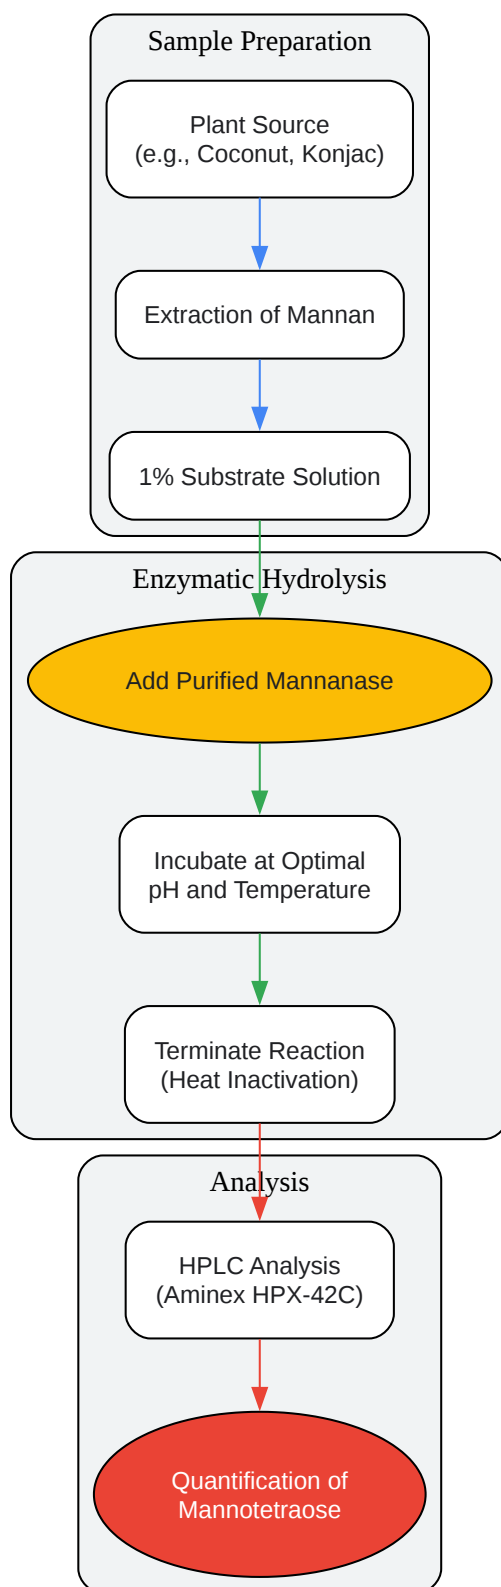 Sample Preparation
Plant Source
(e.g., Coconut, Konjac)
Extraction of Mannan
1% Substrate Solution
Enzymatic Hydrolysis
Add Purified Mannanase
Incubate at Optimal
pH and Temperature
Terminate Reaction
(Heat Inactivation)
Analysis
HPLC Analysis
(Aminex HPX-42C)
Quantification of
Mannotetraose